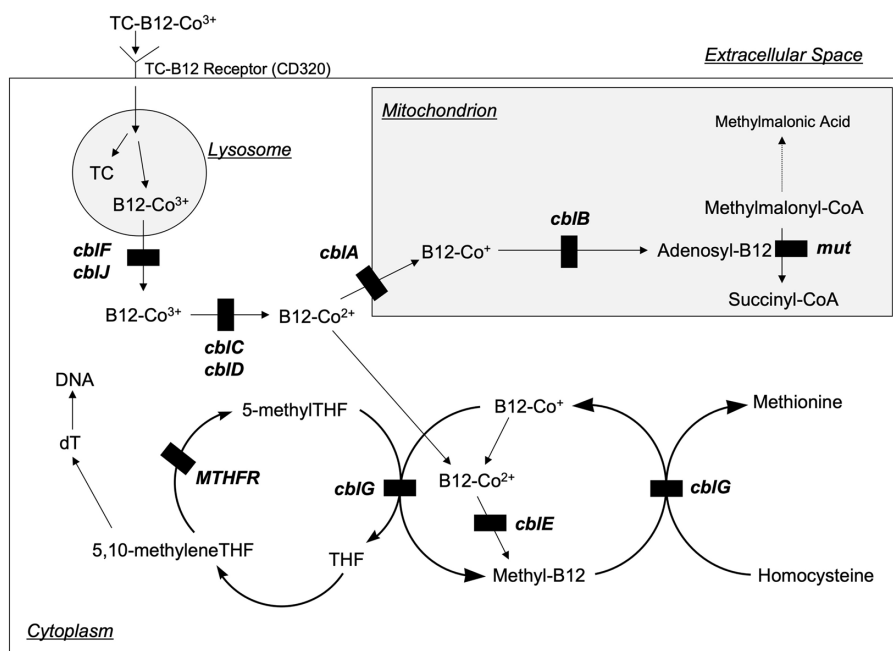 TC-B12-Co³⁺
Extracellular Space
TC-B12 Receptor (CD320)
Mitochondrion
Methylmalonic Acid
Lysosome
TC
B12-Co³⁺
Methylmalonyl-CoA
cblB
cblF
cblJ
cblA
B12-Co⁺
Adenosyl-B12
mut
Succinyl-CoA
B12-Co³⁺
B12-Co²⁺
cblC
cblD
DNA
5-methylTHF
B12-Co⁺
Methionine
dT
MTHFR
cblG
B12-Co²⁺
cblG
cblE
5,10-methyleneTHF
THF
Methyl-B12
Homocysteine
Cytoplasm